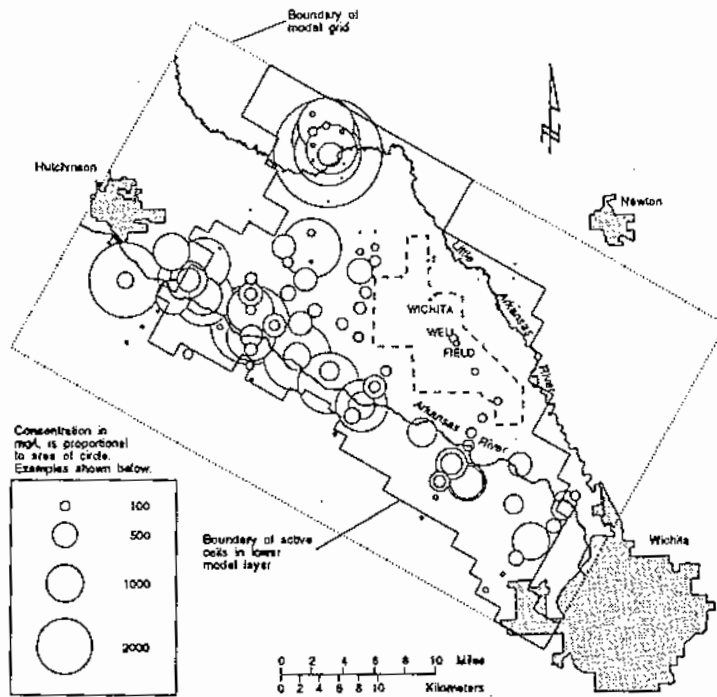 Boundary of
model grid
Hutchinson
Newton
Little
Arkansas
River
WICHITA
WELL
FIELD
Arkansas
River
Concentration in
mg/L is proportional
to area of circle.
Examples shown below.
100
500
1000
2000
Boundary of active
cells in lower
model layer
Wichita
0 2 4 6 8 10 Miles
0 2 4 6 8 10 Kilometers
N